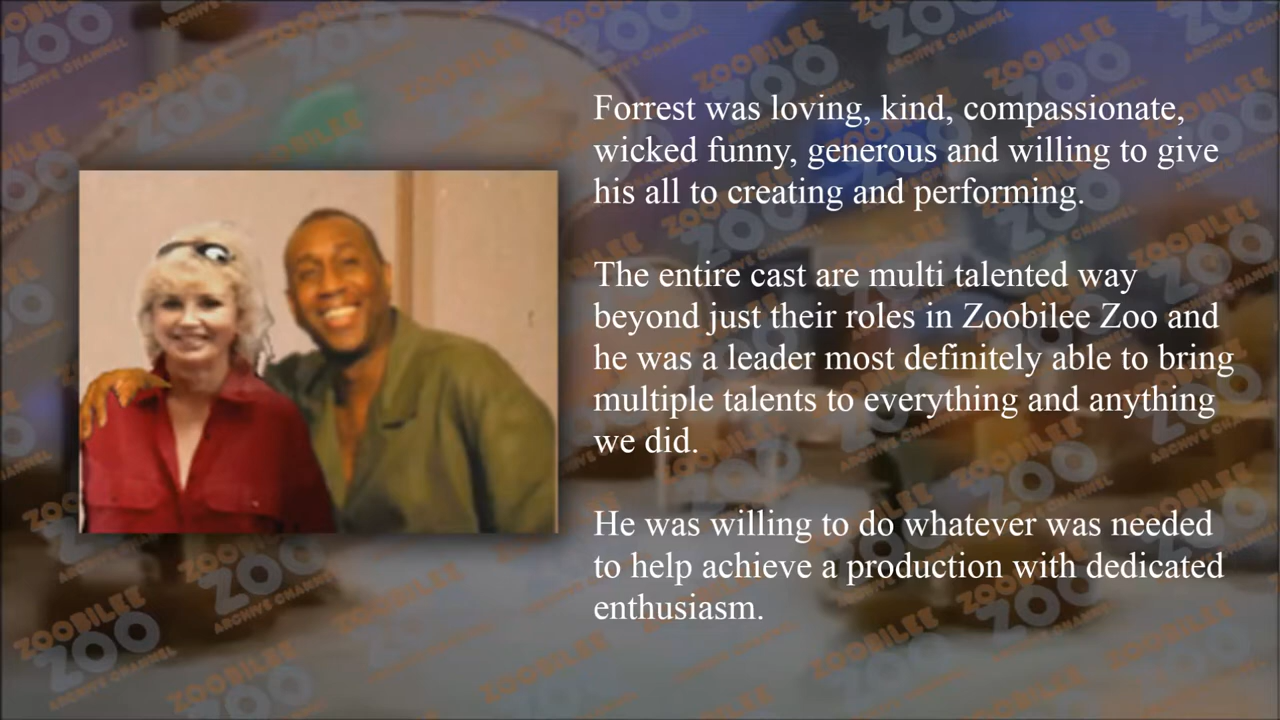 Forrest was loving, kind, compassionate,
wicked funny, generous and willing to give
his all to creating and performing.
The entire cast are multi talented way
beyond just their roles in Zoobilee Zoo and
he was a leader most definitely able to bring
multiple talents to everything and anything
we did.
He was willing to do whatever was needed
to help achieve a production with dedicated
enthusiasm.
ZOOBILEE
ZOO
ARCHIVE CHANNEL